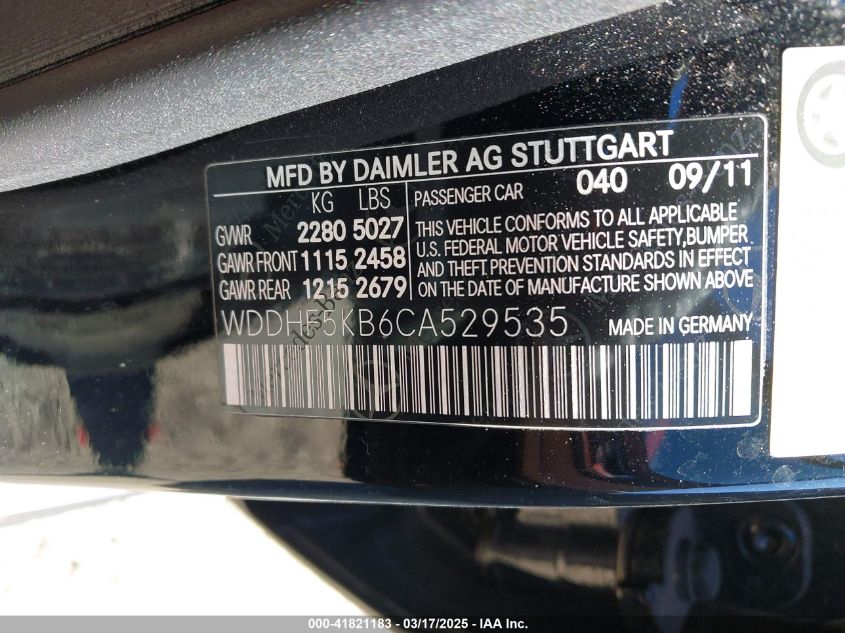 MFD BY DAIMLER AG STUTTGART
KG LBS PASSENGER CAR 040 09/11
GVWR 2280 5027
GAWR FRONT 1115 2458
GAWR REAR 1215 2679
THIS VEHICLE CONFORMS TO ALL APPLICABLE
U.S. FEDERAL MOTOR VEHICLE SAFETY, BUMPER
AND THEFT PREVENTION STANDARDS IN EFFECT
ON THE DATE OF MANUFACTURE SHOWN ABOVE
WDDHF5KB6CA529535 MADE IN GERMANY
000-41821183 - 03/17/2025 - IAA Inc.